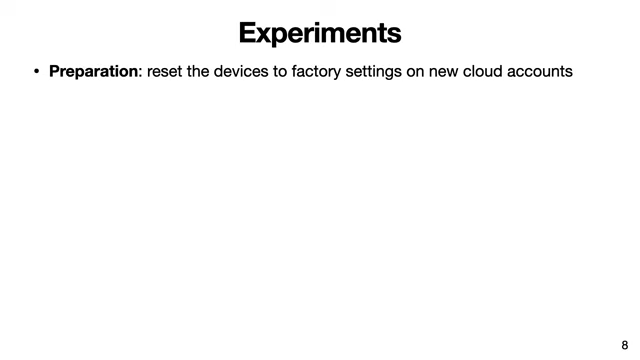 Experiments
• Preparation: reset the devices to factory settings on new cloud accounts
8